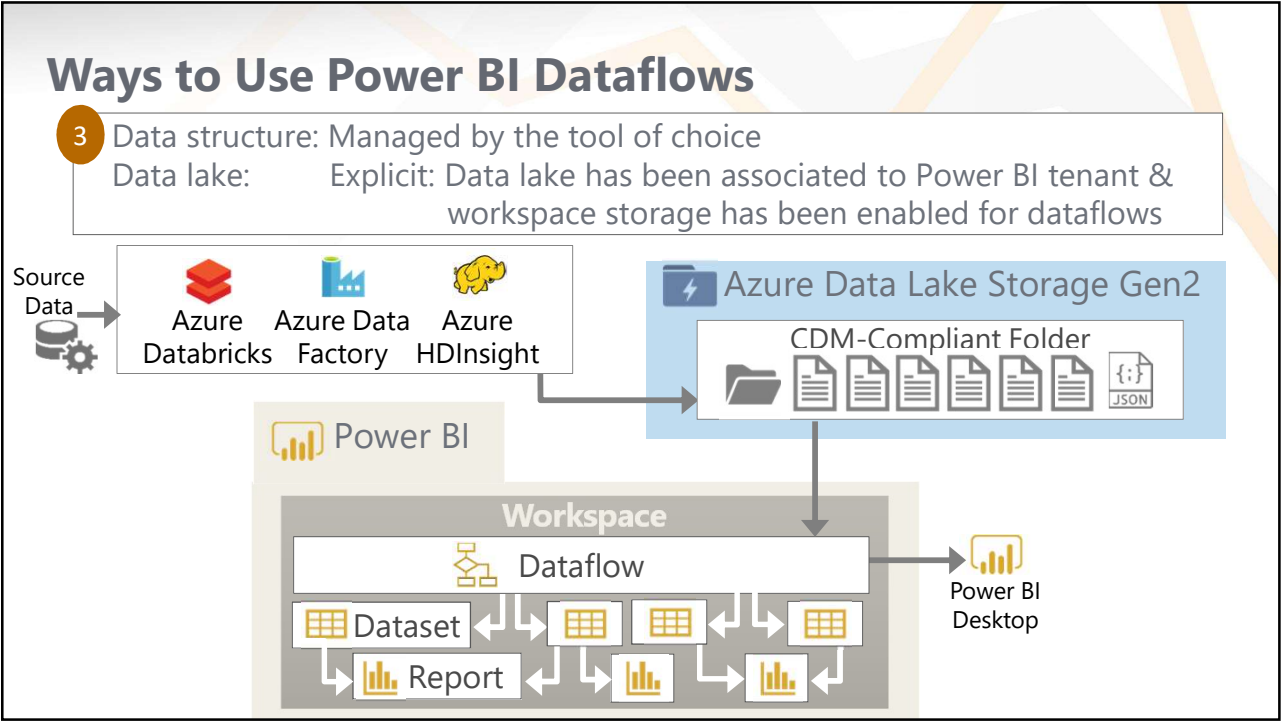 Ways to Use Power BI Dataflows
3
Data structure: Managed by the tool of choice
Data lake: Explicit: Data lake has been associated to Power BI tenant &
workspace storage has been enabled for dataflows
Source
Data
Azure
Databricks
Azure Data
Factory
Azure
HDInsight
Azure Data Lake Storage Gen2
CDM-Compliant Folder
{;}
JSON
Power BI
Workspace
Dataflow
Power BI
Desktop
Dataset
Report